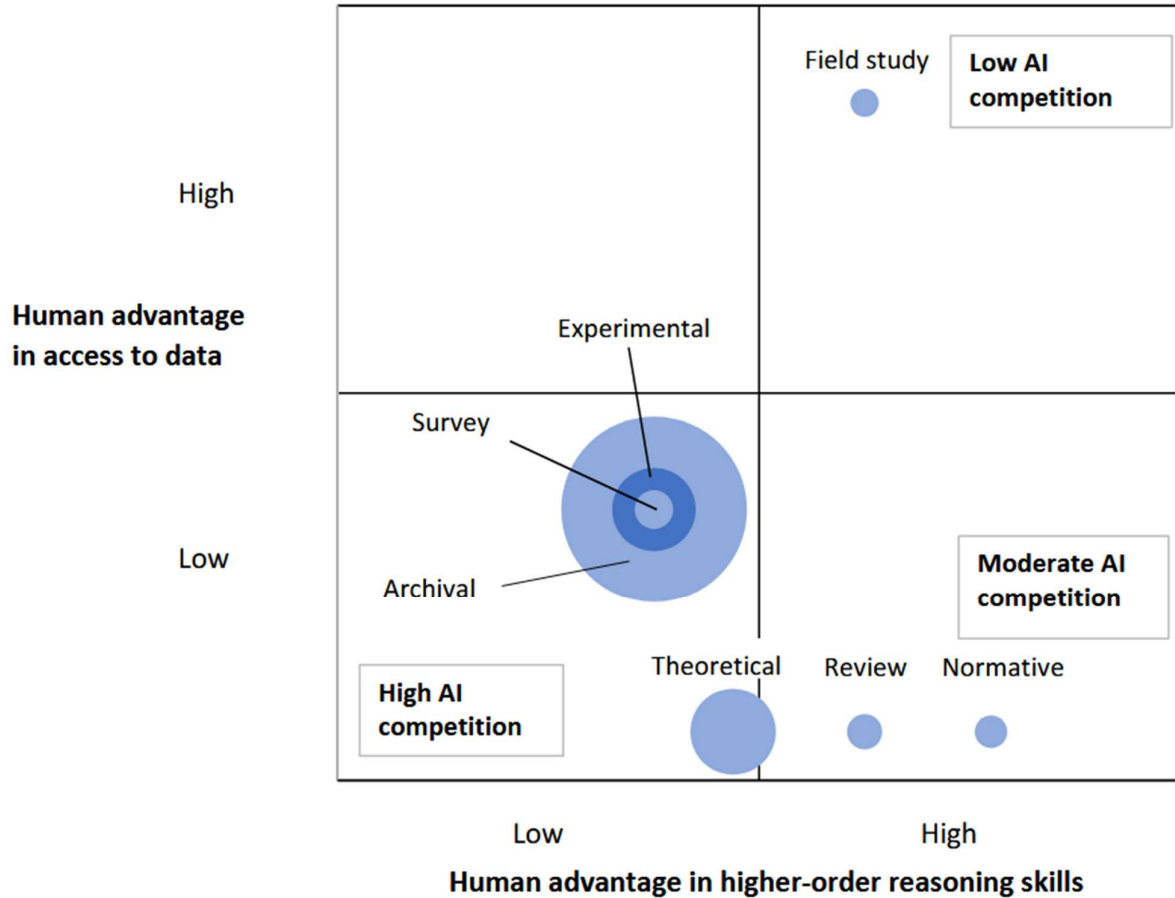 Field study
Low AI
competition
High
Human advantage
in access to data
Experimental
Survey
Low
Archival
Moderate AI
competition
Theoretical
Review
Normative
High AI
competition
Low
High
Human advantage in higher-order reasoning skills